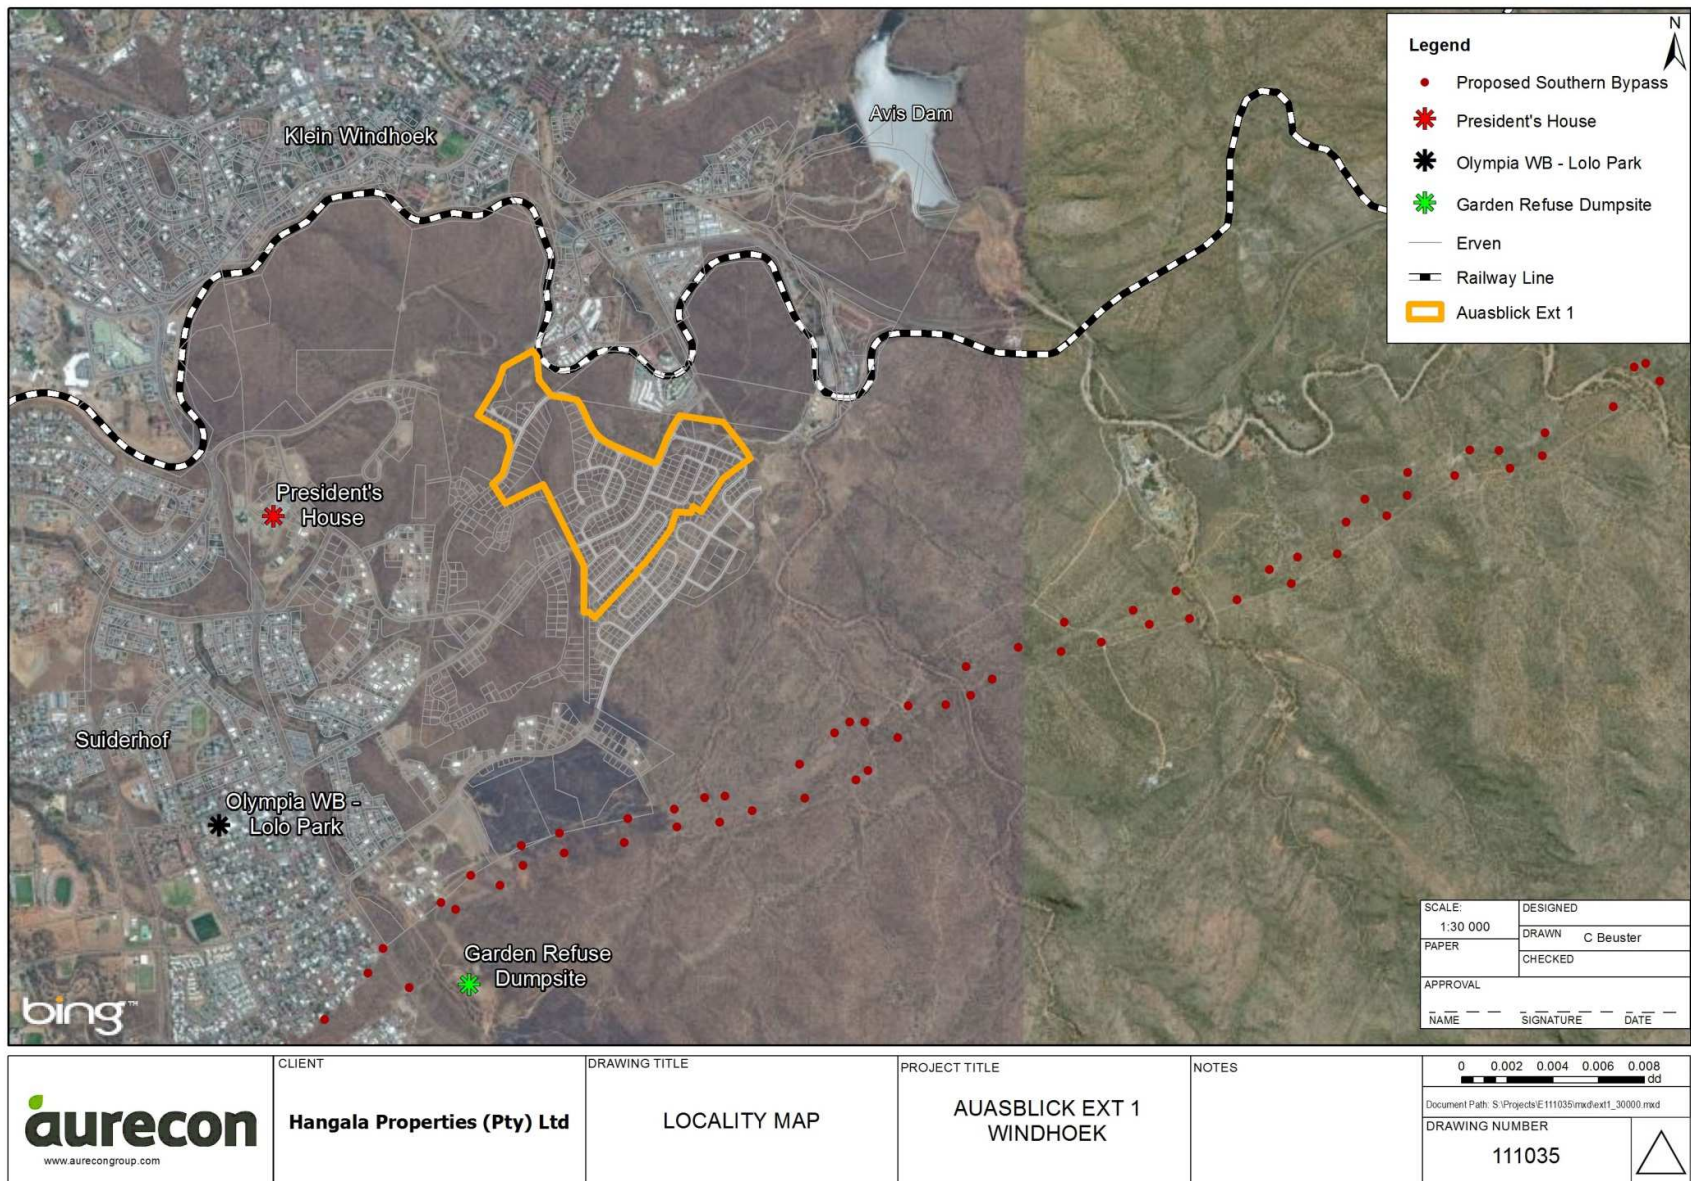 Klein Windhoek
Avis Dam
President's
House
Suiderhof
Olympia WB -
Lolo Park
Garden Refuse
Dumpsite
bing™
N
Legend
Proposed Southern Bypass
President's House
Olympia WB - Lolo Park
Garden Refuse Dumpsite
Erven
Railway Line
Auasblick Ext 1
SCALE:
1:30 000
PAPER
DESIGNED
DRAWN C Beuster
CHECKED
APPROVAL
NAME SIGNATURE DATE
aurecon
www.aurecongroup.com
CLIENT
Hangala Properties (Pty) Ltd
DRAWING TITLE
LOCALITY MAP
PROJECT TITLE
AUASBLICK EXT 1
WINDHOEK
NOTES
0 0.002 0.004 0.006 0.008
dd
Document Path: S:\Projects\E111035\mxd\ext1_30000.mxd
DRAWING NUMBER
111035